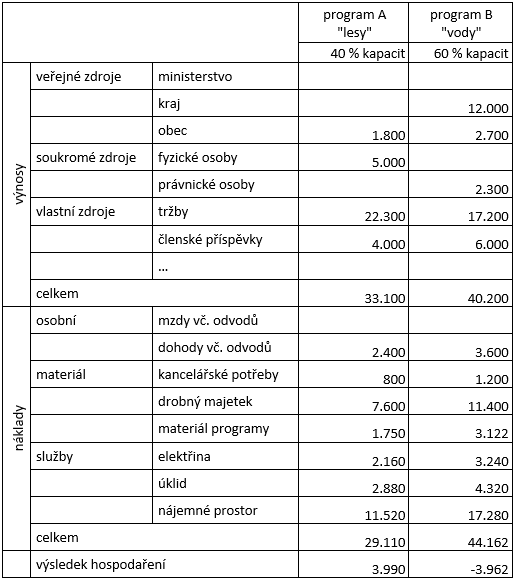 program A program B
"lesy" "vody"
40 % kapacit 60 % kapacit
výnosy
veřejné zdroje ministerstvo
kraj 12.000
obec 1.800 2.700
soukromé zdroje fyzické osoby 5.000
právnické osoby 2.300
vlastní zdroje tržby 22.300 17.200
členské příspěvky 4.000 6.000
...
celkem 33.100 40.200
náklady
osobní mzdy vč. odvodů
dohody vč. odvodů 2.400 3.600
materiál kancelářské potřeby 800 1.200
drobný majetek 7.600 11.400
materiál programy 1.750 3.122
služby elektřina 2.160 3.240
úklid 2.880 4.320
nájemné prostor 11.520 17.280
celkem 29.110 44.162
výsledek hospodaření 3.990 -3.962